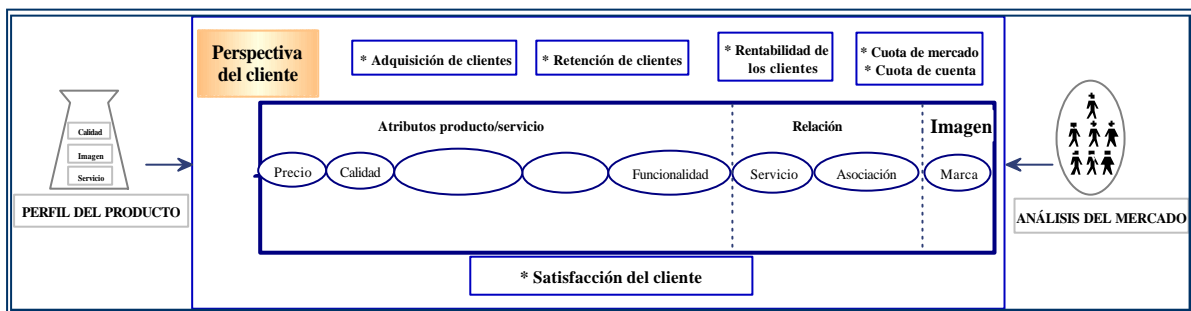 Perspectiva
del cliente
* Adquisición de clientes
* Retención de clientes
* Rentabilidad de
los clientes
* Cuota de mercado
* Cuota de cuenta
Calidad
Imagen
Servicio
PERFIL DEL PRODUCTO
Atributos producto/servicio
Relación
Imagen
Precio
Calidad
Funcionalidad
Servicio
Asociación
Marca
* Satisfacción del cliente
ANÁLISIS DEL MERCADO